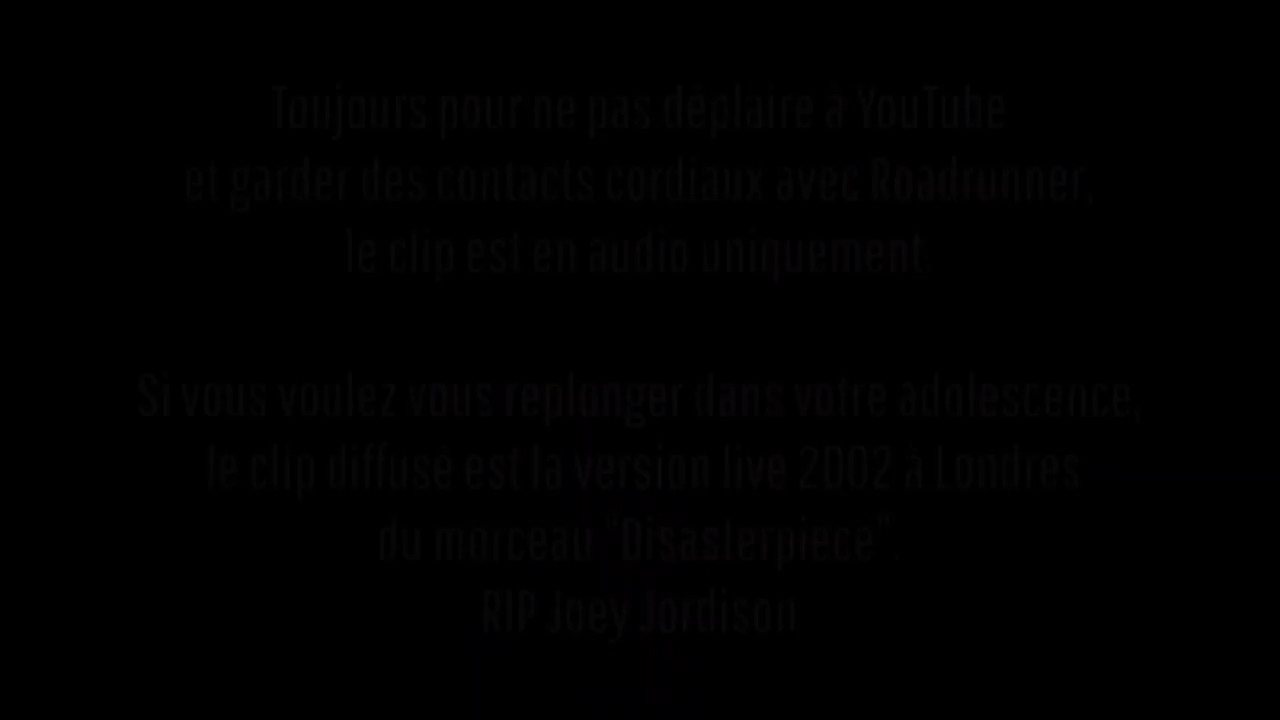 Toujours pour ne pas déplaire à YouTube
et garder des contacts cordiaux avec Roadrunner,
le clip est en audio uniquement.
Si vous voulez vous replonger dans votre adolescence,
le clip diffusé est la version live 2002 à Londres
du morceau "Disasterpiece".
RIP Joey Jordison